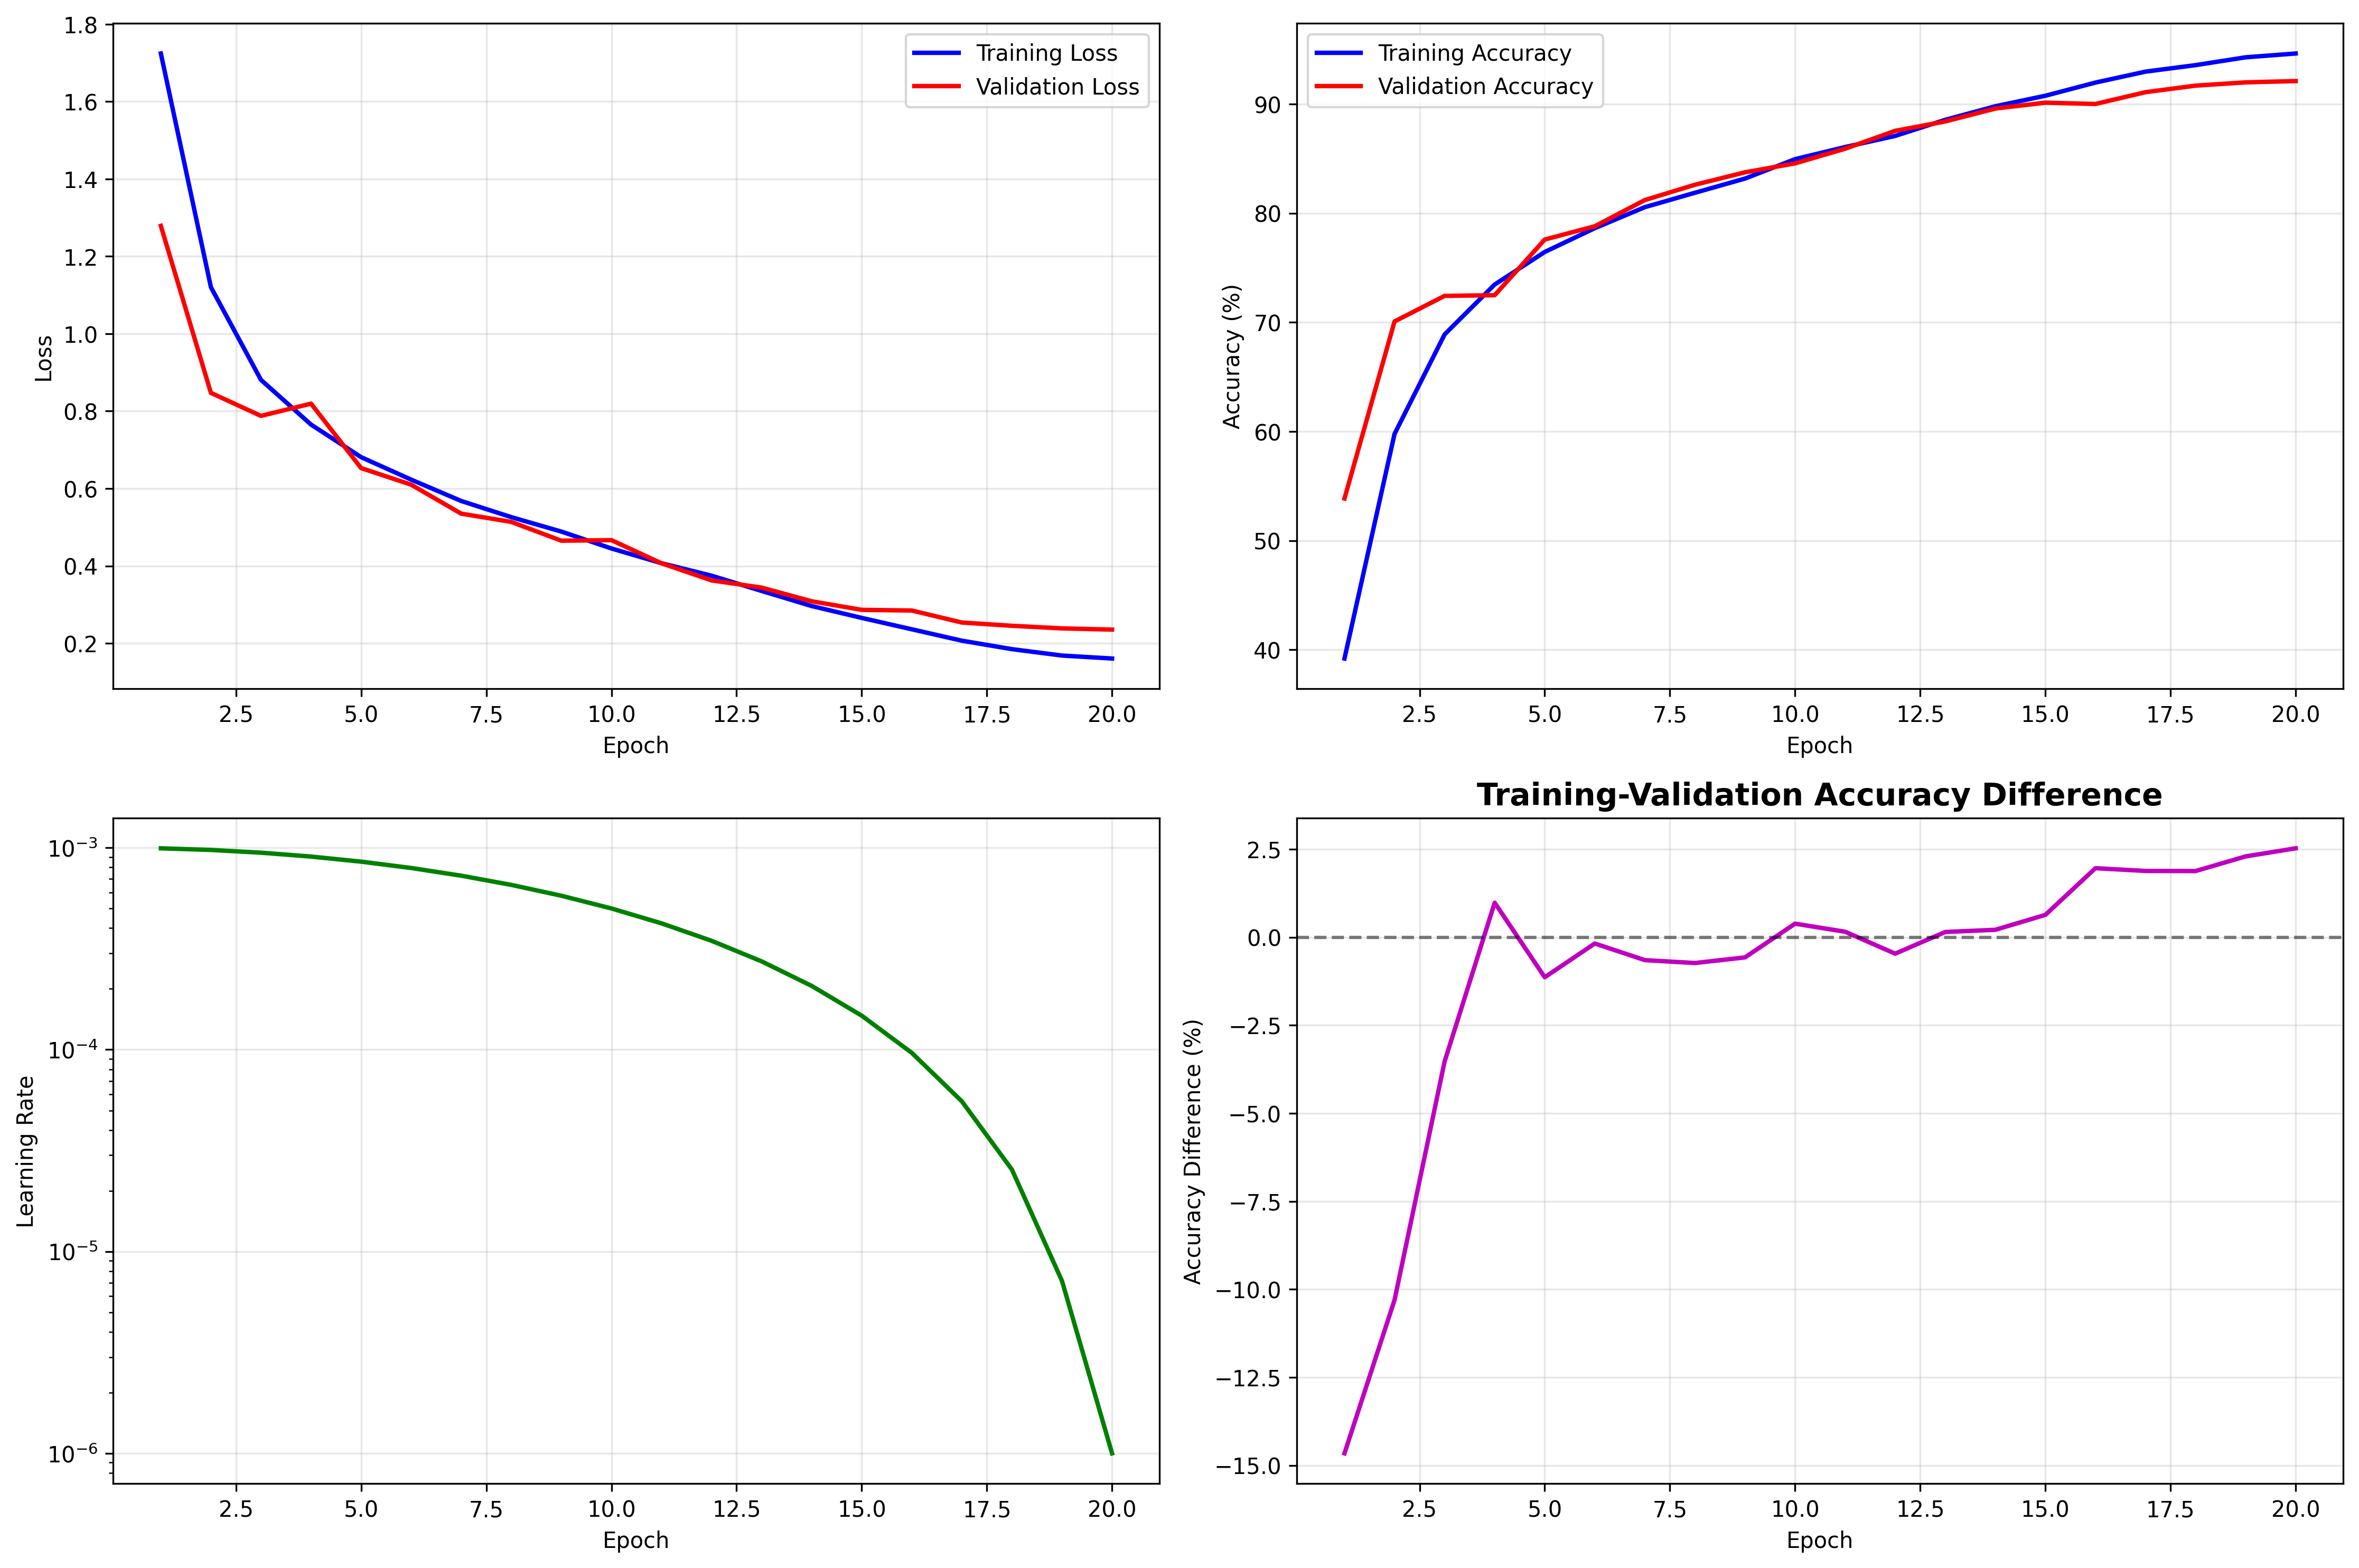 1.8
1.6
1.4
1.2
1.0
0.8
0.6
0.4
0.2
Loss
Training Loss
Validation Loss
2.5 5.0 7.5 10.0 12.5 15.0 17.5 20.0
Epoch
90
80
70
60
50
40
Accuracy (%)
Training Accuracy
Validation Accuracy
2.5 5.0 7.5 10.0 12.5 15.0 17.5 20.0
Epoch
10⁻³
10⁻⁴
10⁻⁵
10⁻⁶
Learning Rate
2.5 5.0 7.5 10.0 12.5 15.0 17.5 20.0
Epoch
Training-Validation Accuracy Difference
2.5
0.0
−2.5
−5.0
−7.5
−10.0
−12.5
−15.0
Accuracy Difference (%)
2.5 5.0 7.5 10.0 12.5 15.0 17.5 20.0
Epoch